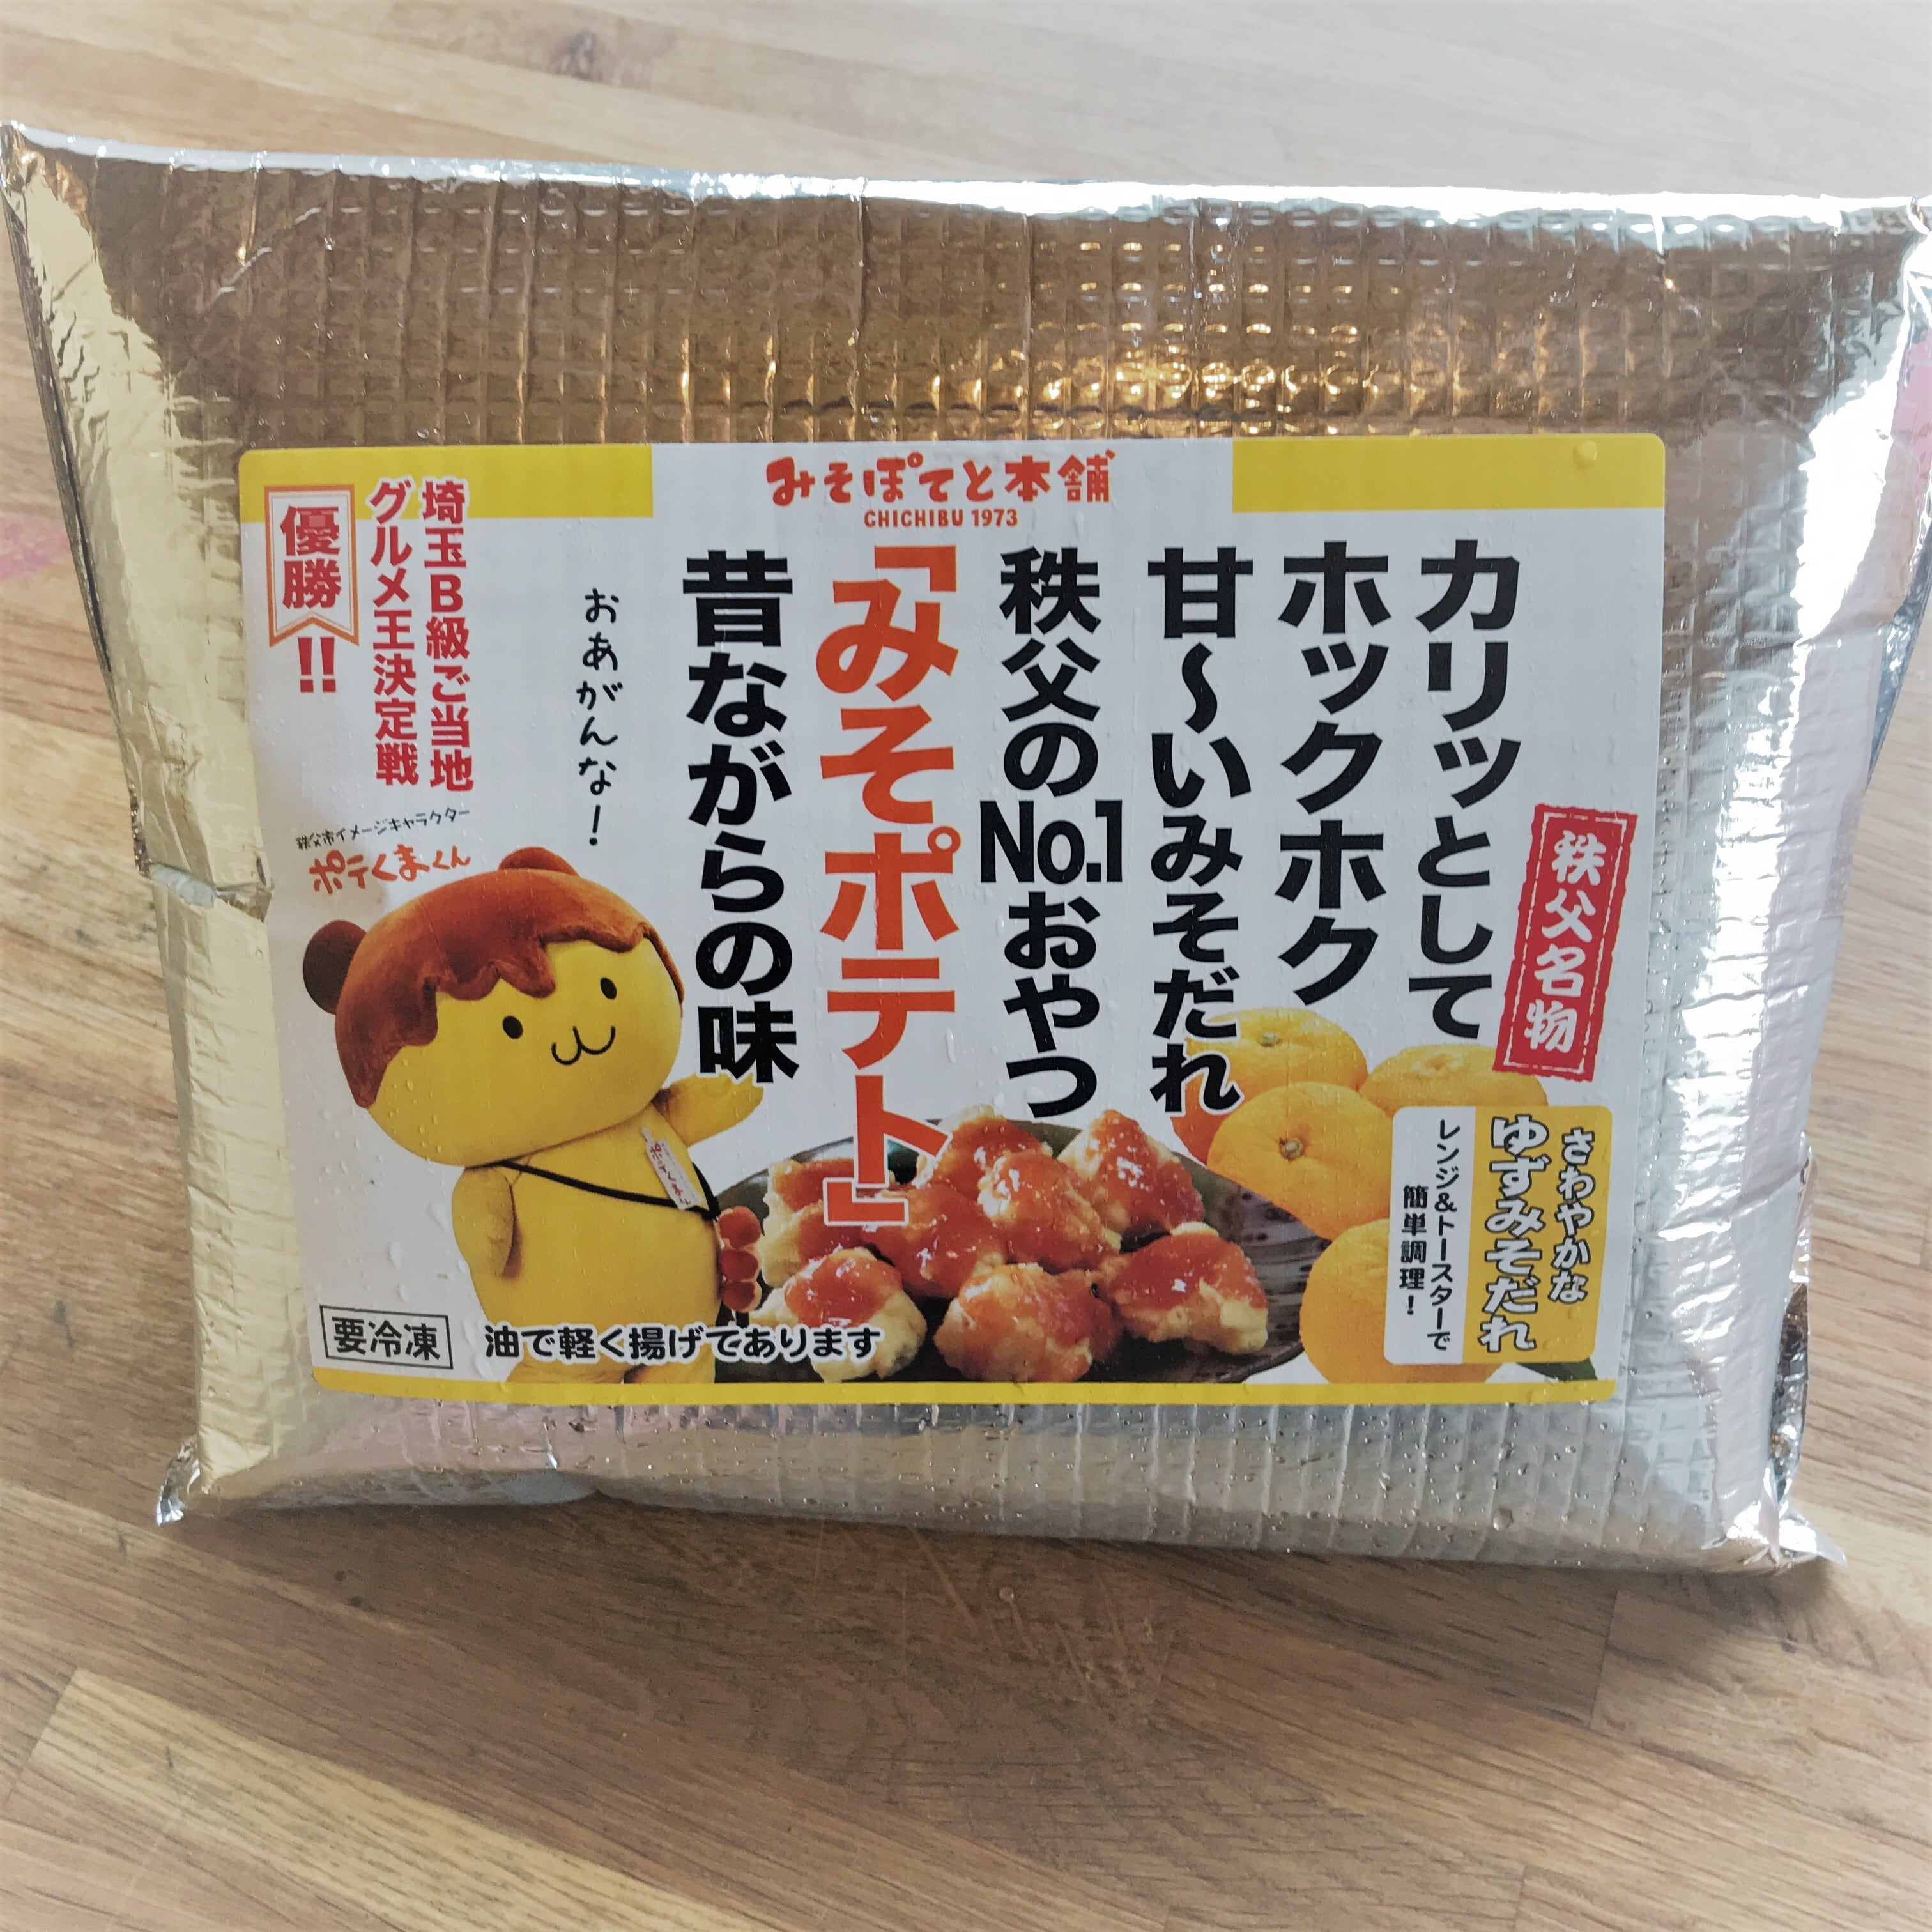 みそぽてと本舗
CHICHIBU 1973
秩父名物
カリッとして
ホックホク
甘〜いみそだれ
秩父のNo.1おやつ
「みそポテト」
昔ながらの味
おあがんな！
埼玉B級ご当地
グルメ王決定戦
優勝!!
秩父市イメージキャラクター
ポテくまくん
さわやかな
ゆずみそだれ
レンジ&トースターで
簡単調理！
要冷凍
油で軽く揚げてあります